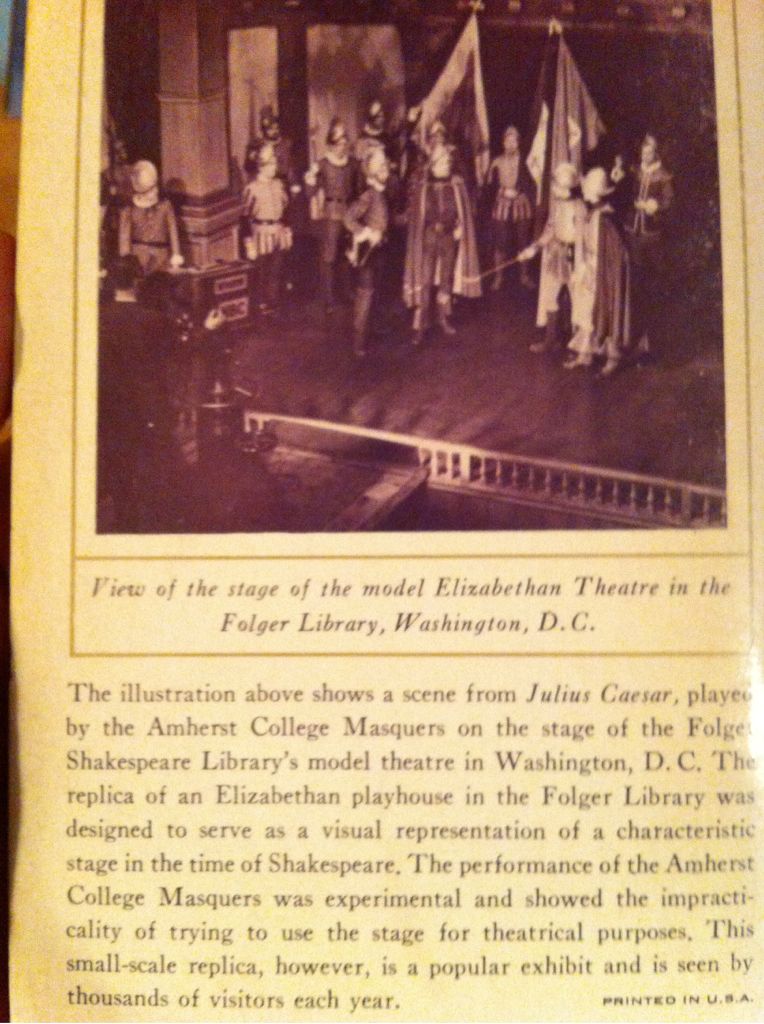 View of the stage of the model Elizabethan Theatre in the
Folger Library, Washington, D.C.
The illustration above shows a scene from Julius Caesar, played
by the Amherst College Masquers on the stage of the Folger
Shakespeare Library's model theatre in Washington, D.C. The
replica of an Elizabethan playhouse in the Folger Library was
designed to serve as a visual representation of a characteristic
stage in the time of Shakespeare. The performance of the Amherst
College Masquers was experimental and showed the impracti-
cality of trying to use the stage for theatrical purposes. This
small-scale replica, however, is a popular exhibit and is seen by
thousands of visitors each year. PRINTED IN U.S.A.